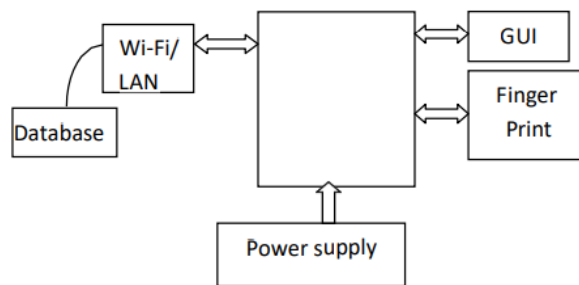 Wi-Fi/
LAN
Database
GUI
Finger
Print
Power supply